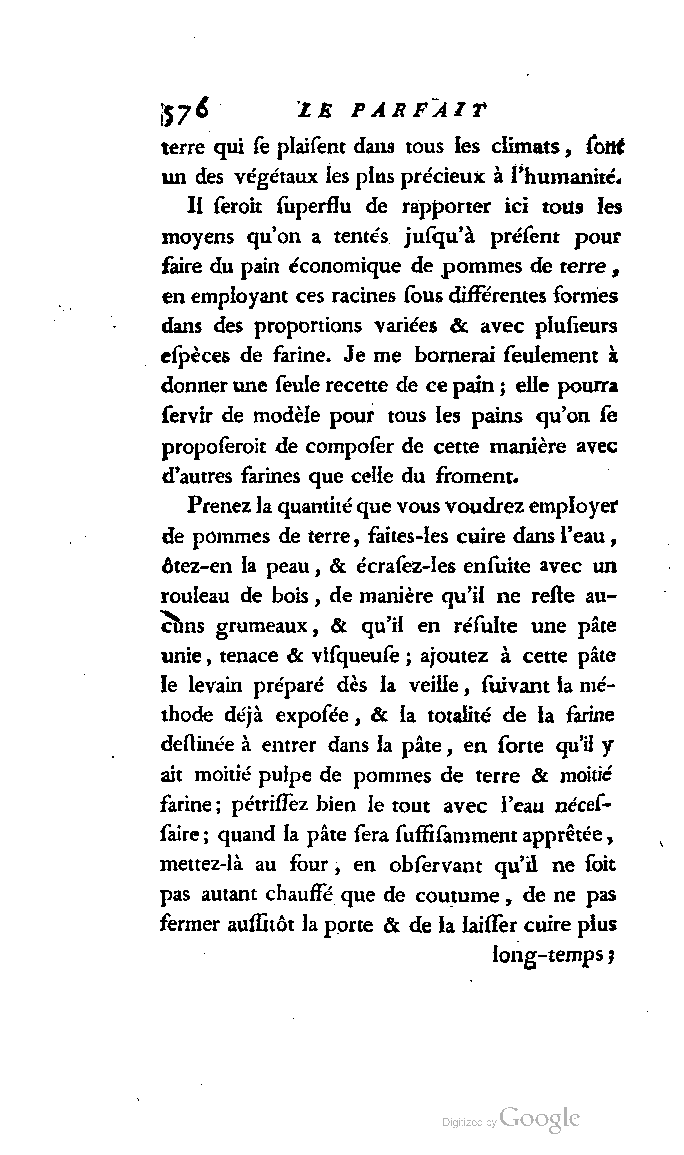 576 LE PARFAIT
terre qui ſe plaiſent dans tous les climats, ſont
un des végétaux les plus précieux à l'humanité.
Il ſeroit ſuperflu de rapporter ici tous les
moyens qu'on a tentés juſqu'à préſent pour
faire du pain économique de pommes de terre,
en employant ces racines ſous différentes formes
dans des proportions variées & avec pluſieurs
eſpèces de farine. Je me bornerai ſeulement à
donner une ſeule recette de ce pain ; elle pourra
ſervir de modèle pour tous les pains qu'on ſe
propoſeroit de compoſer de cette manière avec
d'autres farines que celle du froment.
Prenez la quantité que vous voudrez employer
de pommes de terre, faites-les cuire dans l'eau,
ôtez-en la peau, & écraſez-les enſuite avec un
rouleau de bois, de manière qu'il ne reſte au-
cuns grumeaux, & qu'il en réſulte une pâte
unie, tenace & viſqueuſe ; ajoutez à cette pâte
le levain préparé dès la veille, ſuivant la mé-
thode déjà expoſée, & la totalité de la farine
deſtinée à entrer dans la pâte, en ſorte qu'il y
ait moitié pulpe de pommes de terre & moitié
farine ; pétriſſez bien le tout avec l'eau néceſ-
ſaire ; quand la pâte ſera ſuffiſamment apprêtée,
mettez-là au four, en obſervant qu'il ne ſoit
pas autant chauffé que de coutume, de ne pas
fermer auſſitôt la porte & de la laiſſer cuire plus
long-temps ;
Digitized by Google